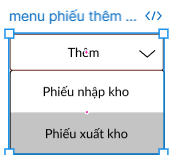 menu phiếu thêm ... </>
Thêm
Phiếu nhập kho
Phiếu xuất kho